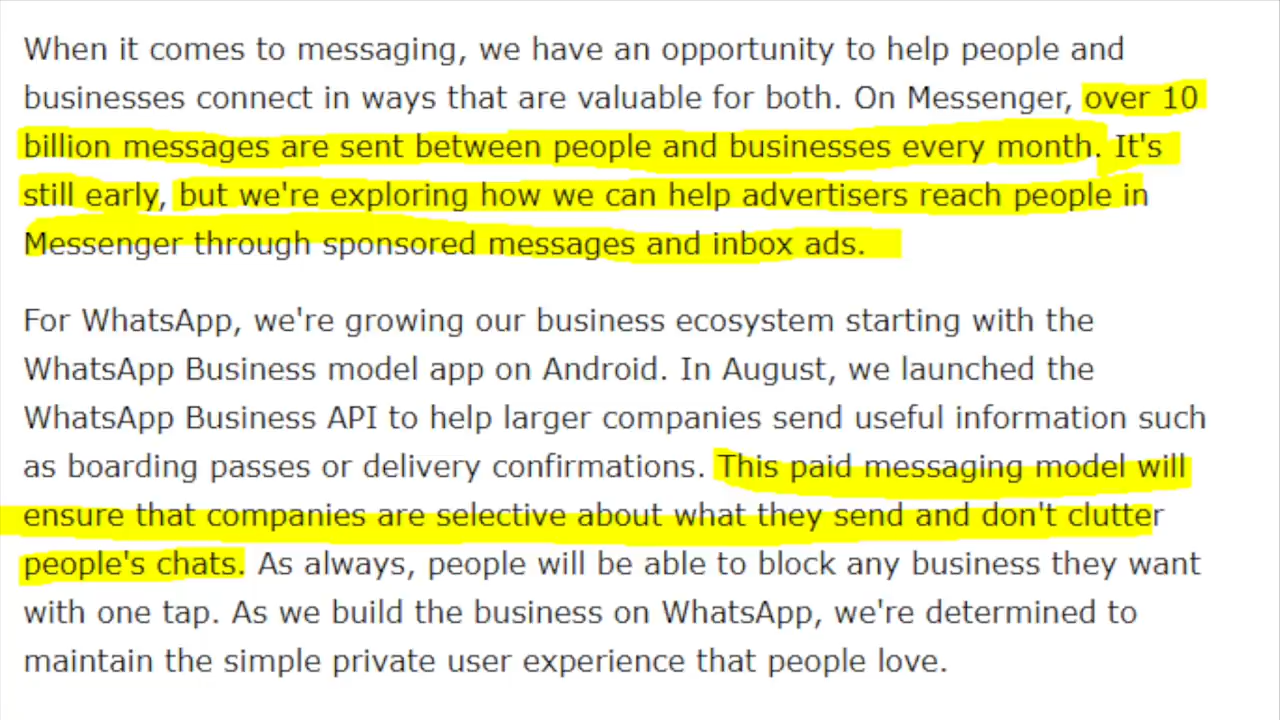 When it comes to messaging, we have an opportunity to help people and
businesses connect in ways that are valuable for both. On Messenger, over 10
billion messages are sent between people and businesses every month. It's
still early, but we're exploring how we can help advertisers reach people in
Messenger through sponsored messages and inbox ads.
For WhatsApp, we're growing our business ecosystem starting with the
WhatsApp Business model app on Android. In August, we launched the
WhatsApp Business API to help larger companies send useful information such
as boarding passes or delivery confirmations. This paid messaging model will
ensure that companies are selective about what they send and don't clutter
people's chats. As always, people will be able to block any business they want
with one tap. As we build the business on WhatsApp, we're determined to
maintain the simple private user experience that people love.